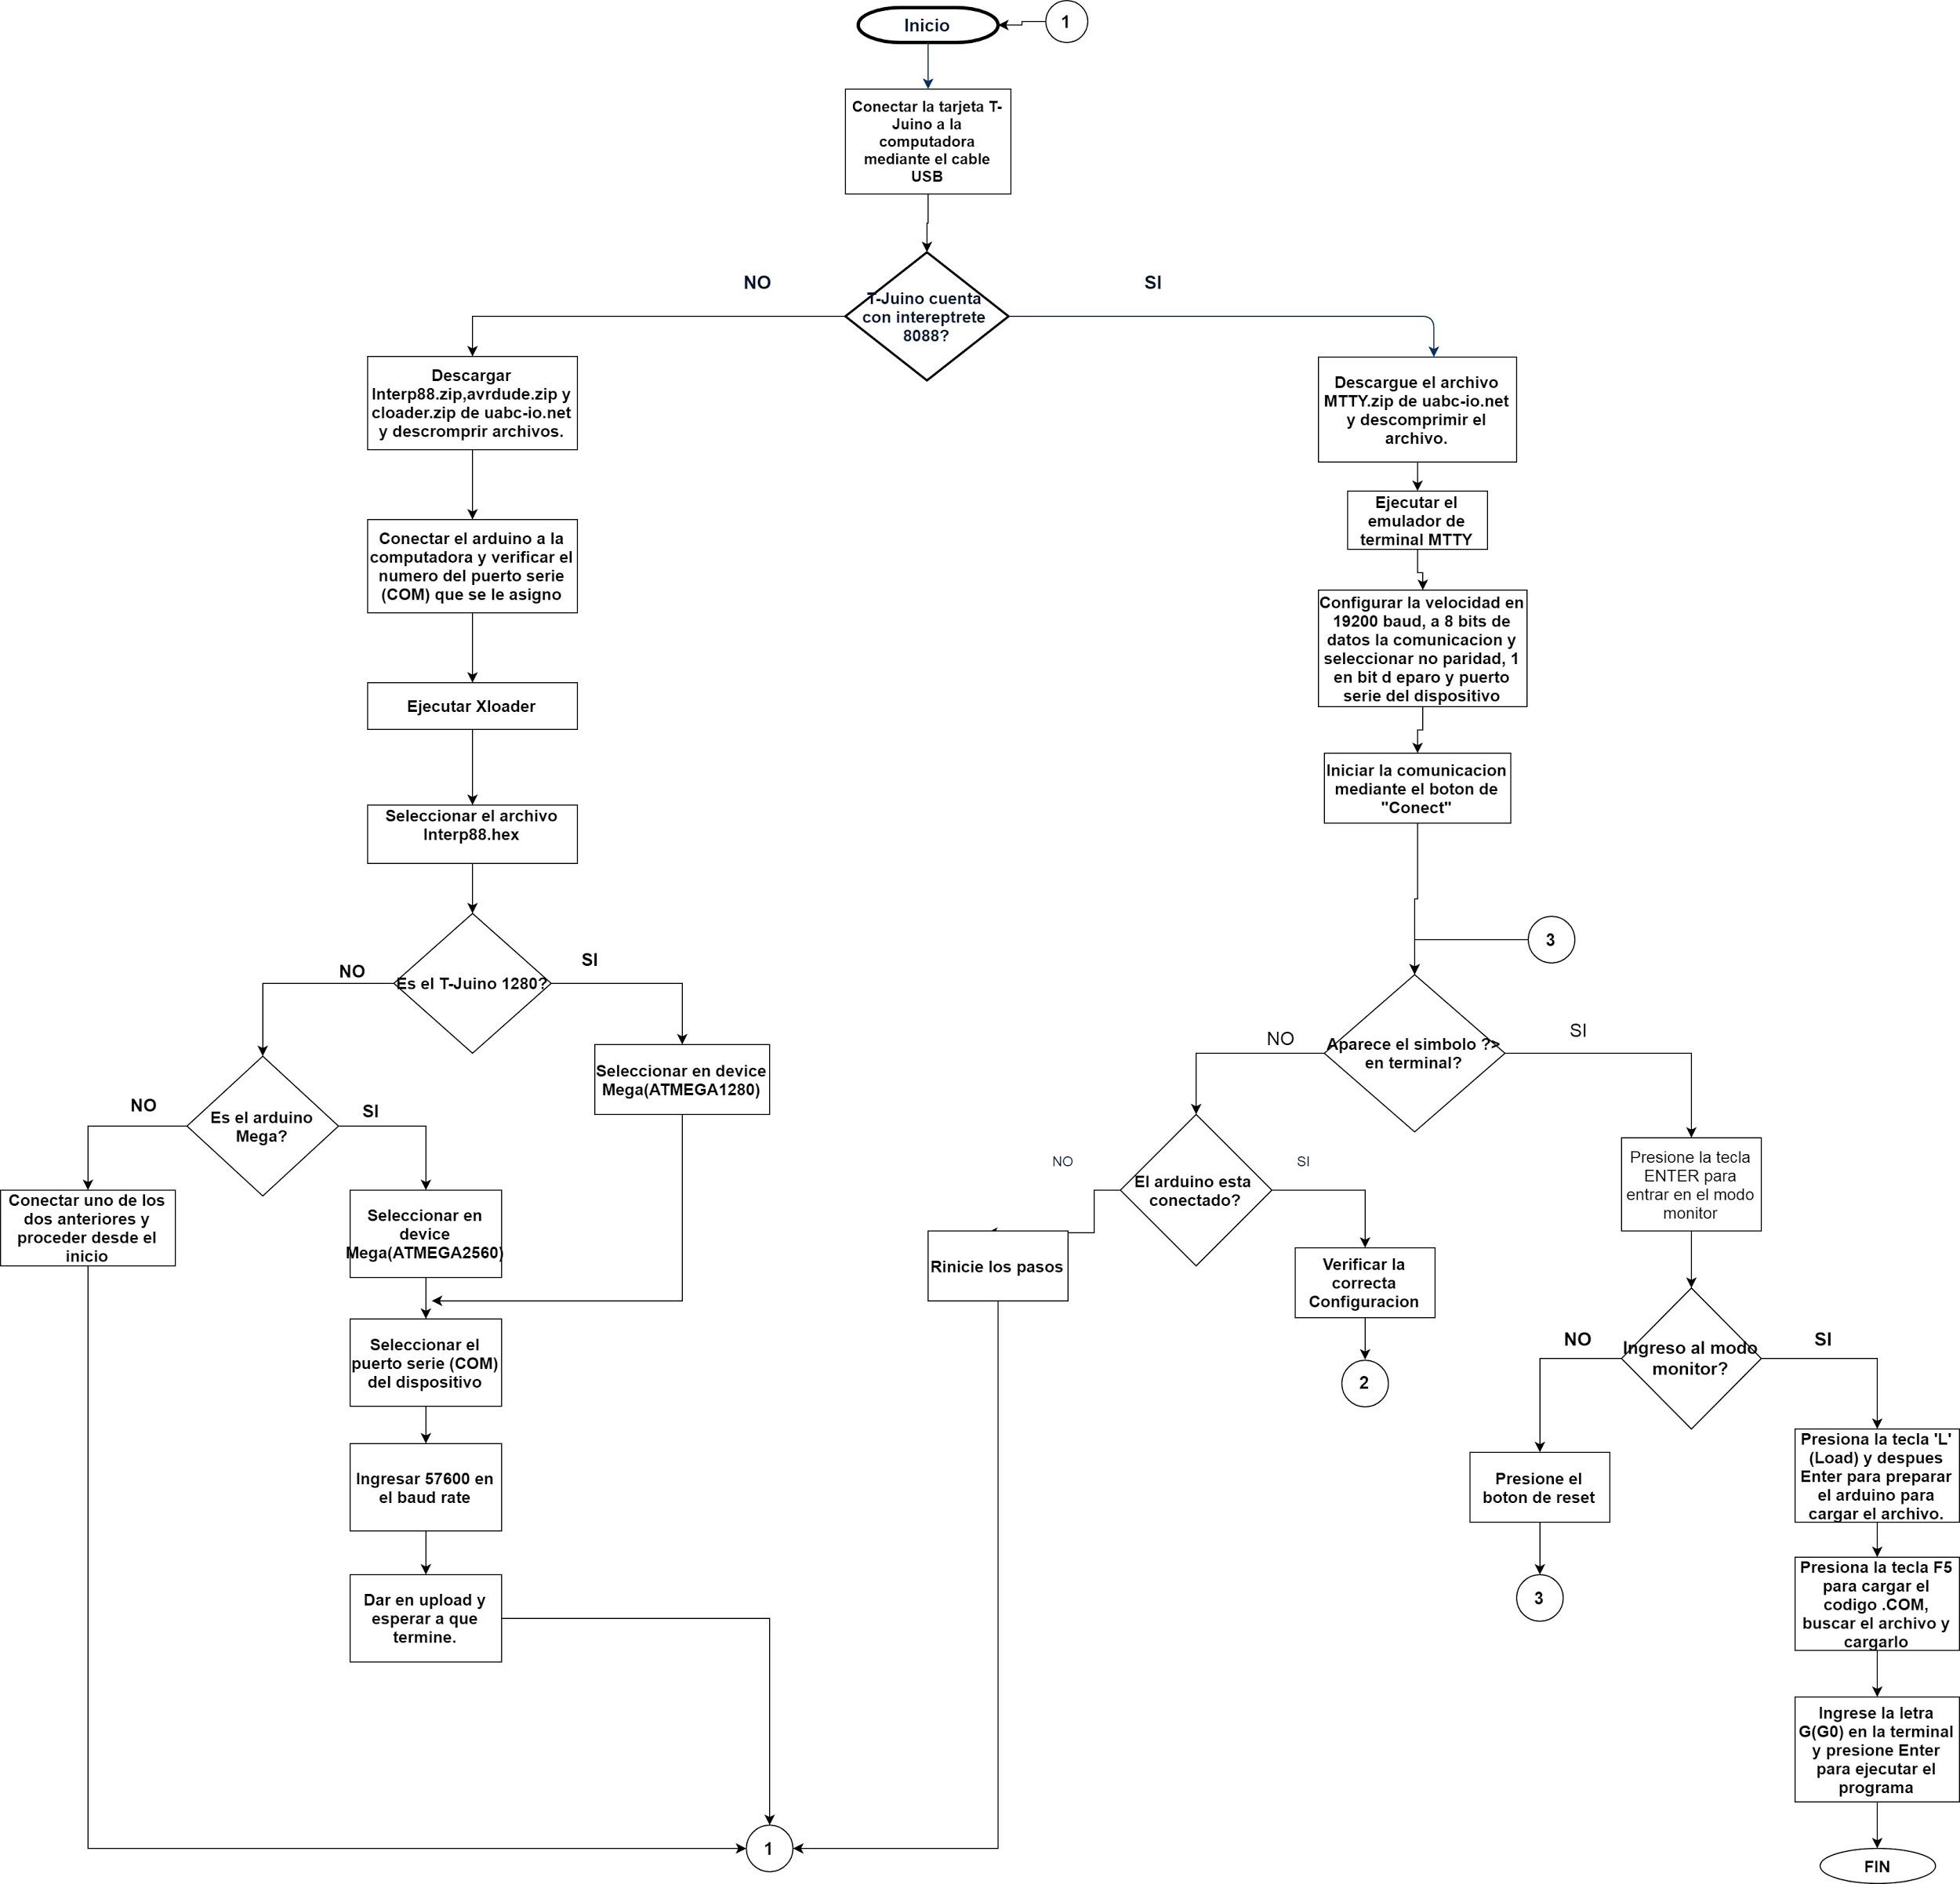 Inicio
1
Conectar la tarjeta T-
Juino a la
computadora
mediante el cable
USB
NO
SI
T-Juino cuenta
con intereptrete
8088?
Descargar
Interp88.zip,avrdude.zip y
cloader.zip de uabc-io.net
y descromprir archivos.
Conectar el arduino a la
computadora y verificar el
numero del puerto serie
(COM) que se le asigno
Ejecutar Xloader
Seleccionar el archivo
Interp88.hex
NO
SI
Es el T-Juino 1280?
Seleccionar en device
Mega(ATMEGA1280)
NO
SI
Es el arduino
Mega?
Conectar uno de los
dos anteriores y
proceder desde el
inicio
Seleccionar en
device
Mega(ATMEGA2560)
Seleccionar el
puerto serie (COM)
del dispositivo
Ingresar 57600 en
el baud rate
Dar en upload y
esperar a que
termine.
1
Descargue el archivo
MTTY.zip de uabc-io.net
y descomprimir el
archivo.
Ejecutar el
emulador de
terminal MTTY
Configurar la velocidad en
19200 baud, a 8 bits de
datos la comunicacion y
seleccionar no paridad, 1
en bit d eparo y puerto
serie del dispositivo
Iniciar la comunicacion
mediante el boton de
"Conect"
3
NO
SI
Aparece el simbolo ?>
en terminal?
NO
SI
El arduino esta
conectado?
Rinicie los pasos
Verificar la
correcta
Configuracion
2
Presione la tecla
ENTER para
entrar en el modo
monitor
NO
SI
Ingreso al modo
monitor?
Presione el
boton de reset
3
Presiona la tecla 'L'
(Load) y despues
Enter para preparar
el arduino para
cargar el archivo.
Presiona la tecla F5
para cargar el
codigo .COM,
buscar el archivo y
cargarlo
Ingrese la letra
G(G0) en la terminal
y presione Enter
para ejecutar el
programa
FIN